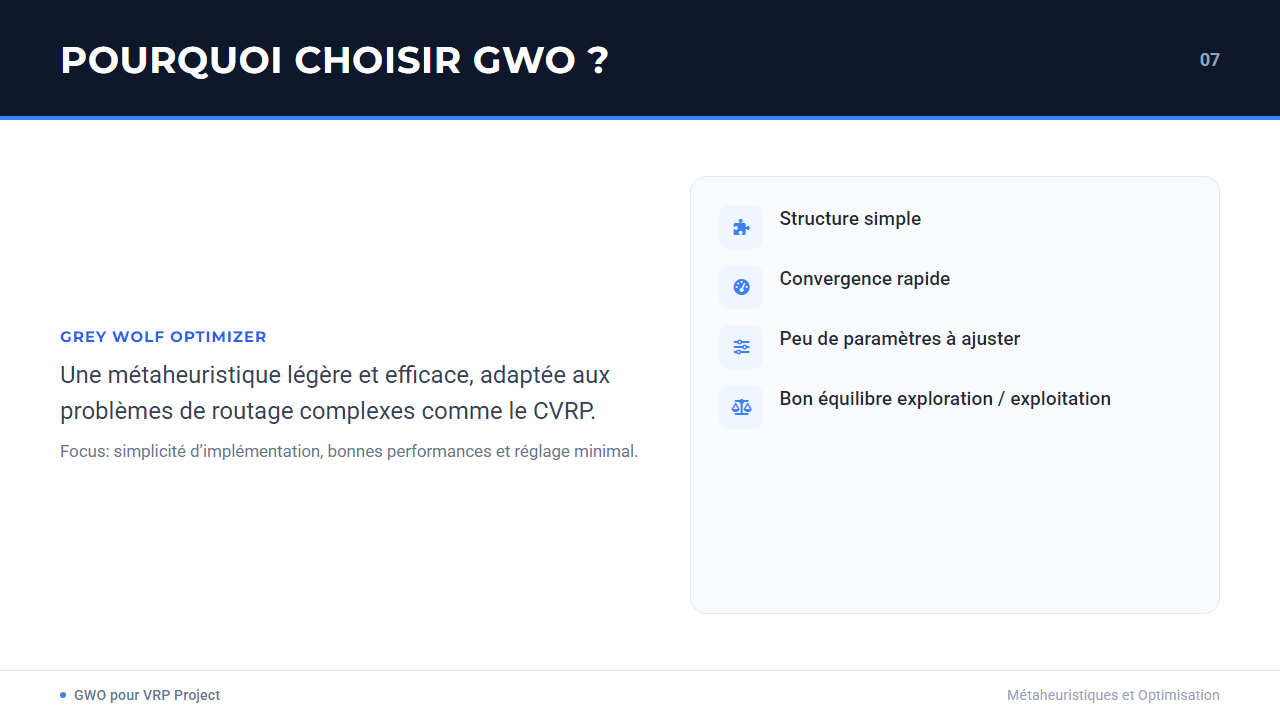 POURQUOI CHOISIR GWO ?
07
GREY WOLF OPTIMIZER
Une métaheuristique légère et efficace, adaptée aux
problèmes de routage complexes comme le CVRP.
Focus: simplicité d’implémentation, bonnes performances et réglage minimal.
Structure simple
Convergence rapide
Peu de paramètres à ajuster
Bon équilibre exploration / exploitation
GWO pour VRP Project
Métaheuristiques et Optimisation